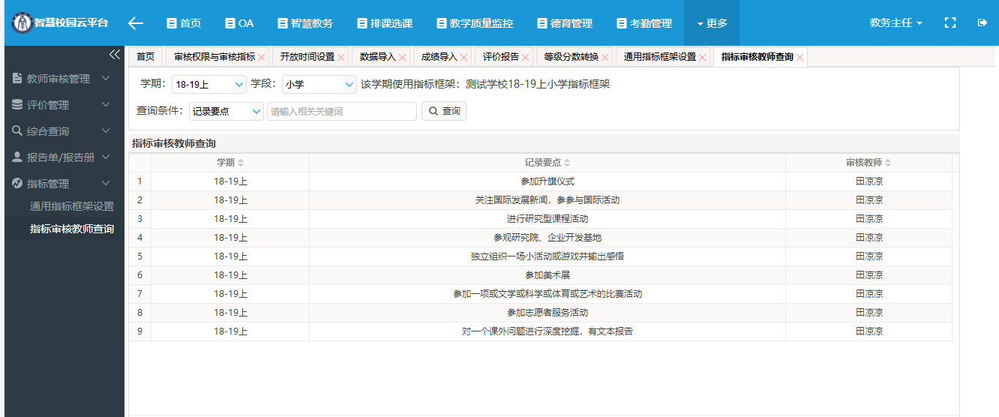 智慧校园云平台 首页 OA 智慧教务 排课选课 教学质量监控 德育管理 考勤管理 更多 教务主任
首页 审核权限与审核指标 开放时间设置 数据导入 成绩导入 评价报告 等级分数转换 通用指标框架设置 指标审核教师查询
教师审核管理
评价管理
综合查询
报告单/报告册
指标管理
通用指标框架设置
指标审核教师查询
学期: 18-19上 学段: 小学 该学期使用指标框架: 测试学校18-19上小学指标框架
查询条件: 记录要点 请输入相关关键词 查询
指标审核教师查询
学期 记录要点 审核教师
1 18-19上 参加升旗仪式 田凉凉
2 18-19上 关注国际发展新闻，参参与国际活动 田凉凉
3 18-19上 进行研究型课程活动 田凉凉
4 18-19上 参观研究院、企业开发基地 田凉凉
5 18-19上 独立组织一场小活动或游戏并输出感悟 田凉凉
6 18-19上 参加美术展 田凉凉
7 18-19上 参加一项或文学或科学或体育或艺术的比赛活动 田凉凉
8 18-19上 参加志愿者服务活动 田凉凉
9 18-19上 对一个课外问题进行深度挖掘，有文本报告 田凉凉